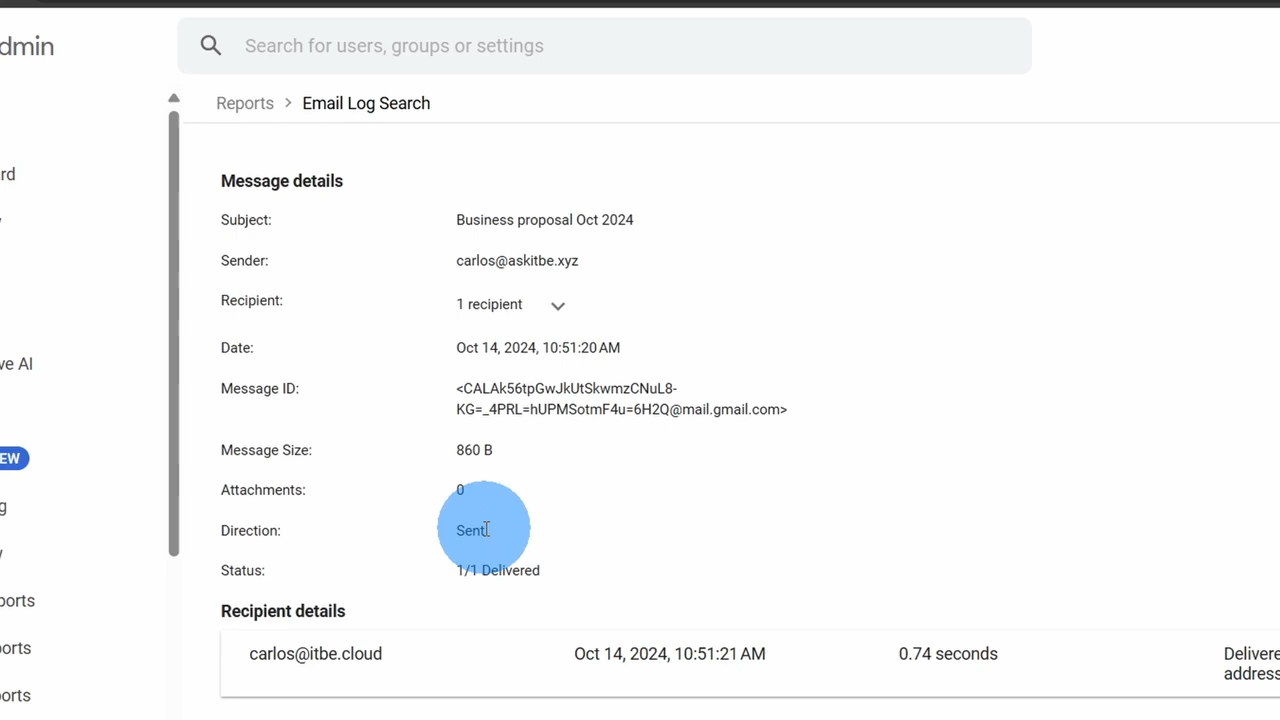 dmin
Search for users, groups or settings
Reports > Email Log Search
rd
Message details
Subject: Business proposal Oct 2024
Sender: carlos@askitbe.xyz
Recipient: 1 recipient
Date: Oct 14, 2024, 10:51:20 AM
ve AI
Message ID: <CALAk56tpGwJkUtSkwmzCNuL8-
KG=_4PRL=hUPMSotmF4u=6H2Q@mail.gmail.com>
Message Size: 860 B
EW
Attachments: 0
g
Direction: Sent
Status: 1/1 Delivered
ports
Recipient details
carlos@itbe.cloud Oct 14, 2024, 10:51:21 AM 0.74 seconds Delivere
address
orts
orts